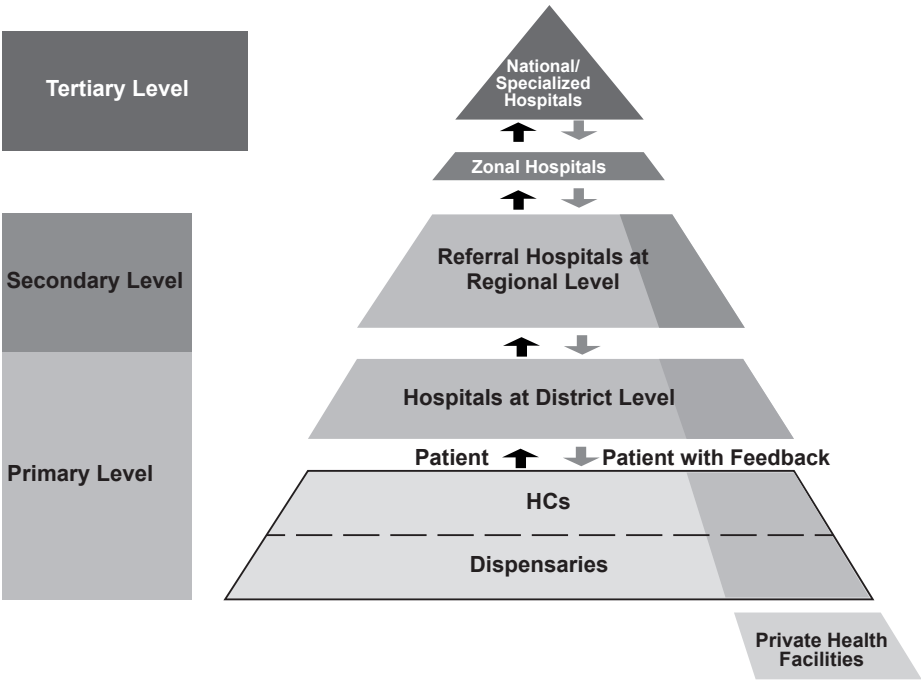 Tertiary Level
National/
Specialized
Hospitals
Zonal Hospitals
Secondary Level
Referral Hospitals at
Regional Level
Hospitals at District Level
Primary Level
Patient
Patient with Feedback
HCs
Dispensaries
Private Health
Facilities